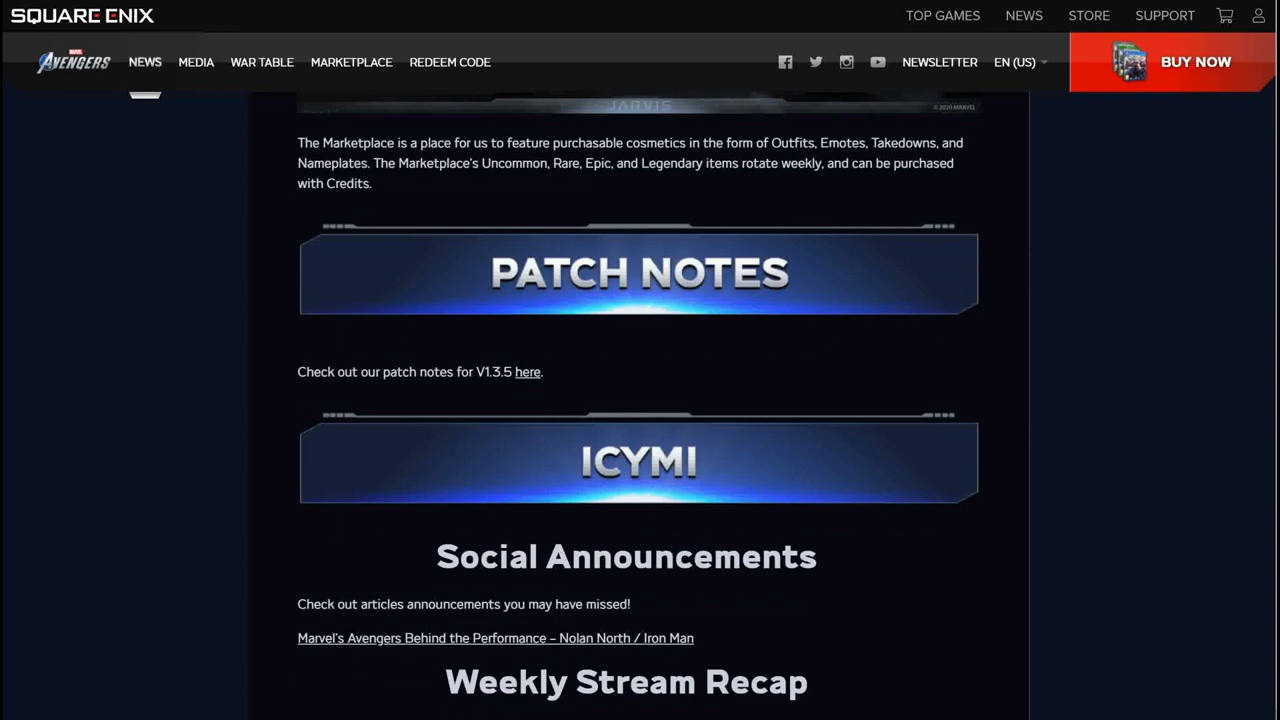 SQUARE ENIX
TOP GAMES NEWS STORE SUPPORT
MARVEL
AVENGERS
NEWS MEDIA WAR TABLE MARKETPLACE REDEEM CODE NEWSLETTER EN (US) BUY NOW
JARVIS
© 2020 MARVEL
The Marketplace is a place for us to feature purchasable cosmetics in the form of Outfits, Emotes, Takedowns, and
Nameplates. The Marketplace's Uncommon, Rare, Epic, and Legendary items rotate weekly, and can be purchased
with Credits.
PATCH NOTES
Check out our patch notes for V1.3.5 here.
ICYMI
Social Announcements
Check out articles announcements you may have missed!
Marvel's Avengers Behind the Performance – Nolan North / Iron Man
Weekly Stream Recap